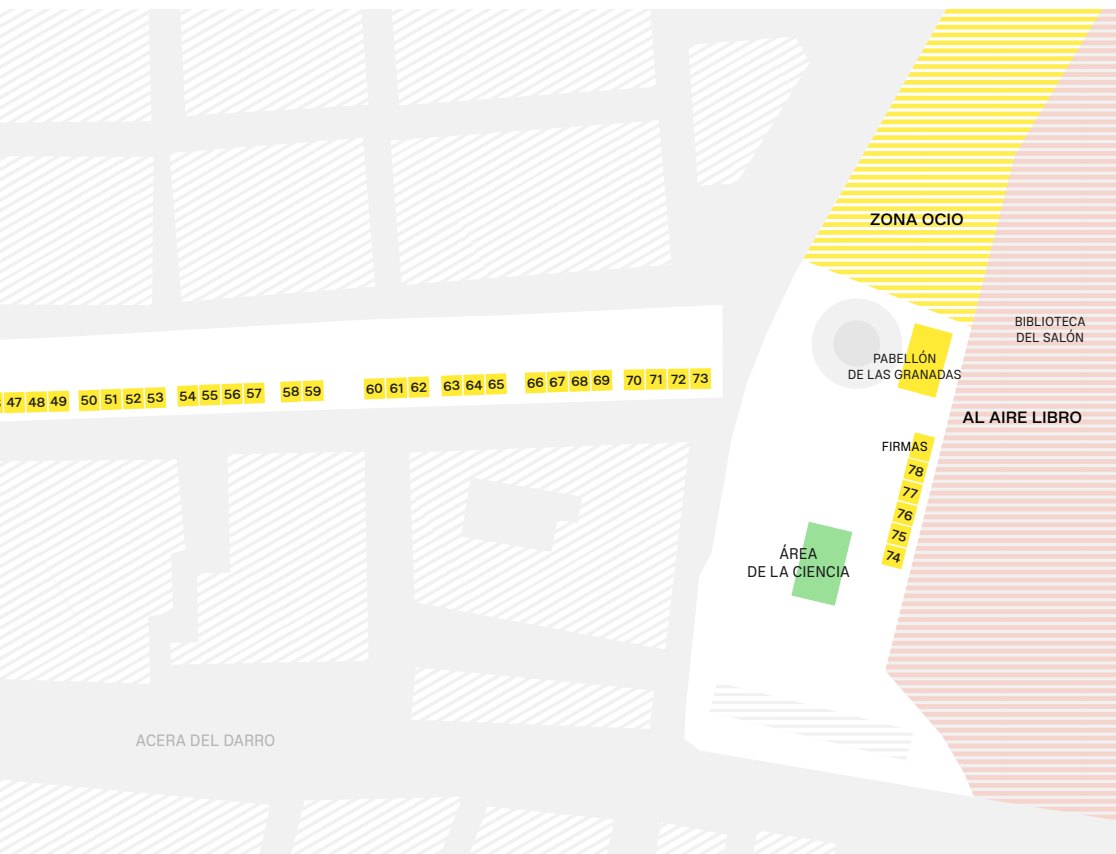 ZONA OCIO
BIBLIOTECA
DEL SALÓN
PABELLÓN
DE LAS GRANADAS
47 48 49 50 51 52 53 54 55 56 57 58 59 60 61 62 63 64 65 66 67 68 69 70 71 72 73
AL AIRE LIBRO
FIRMAS
78
77
76
75
74
ÁREA
DE LA CIENCIA
ACERA DEL DARRO